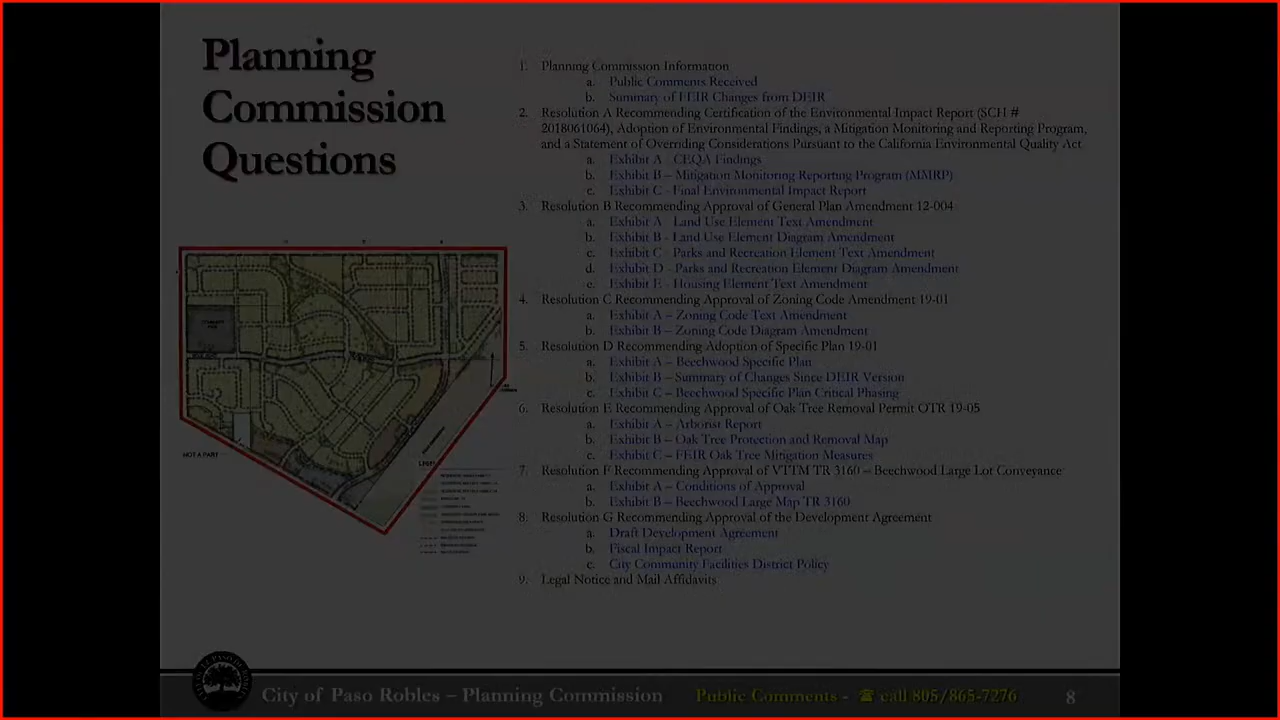 Planning
Commission
Questions
1. Planning Commission Information
a. Public Comments Received
b. Summary of FEIR Changes from DEIR
2. Resolution A Recommending Certification of the Environmental Impact Report (SCH #
2018061064), Adoption of Environmental Findings, a Mitigation Monitoring and Reporting Program,
and a Statement of Overriding Considerations Pursuant to the California Environmental Quality Act
a. Exhibit A - CEQA Findings
b. Exhibit B – Mitigation Monitoring Reporting Program (MMRP)
c. Exhibit C - Final Environmental Impact Report
3. Resolution B Recommending Approval of General Plan Amendment 12-004
a. Exhibit A - Land Use Element Text Amendment
b. Exhibit B - Land Use Element Diagram Amendment
c. Exhibit C - Parks and Recreation Element Text Amendment
d. Exhibit D - Parks and Recreation Element Diagram Amendment
e. Exhibit E - Housing Element Text Amendment
4. Resolution C Recommending Approval of Zoning Code Amendment 19-01
a. Exhibit A – Zoning Code Text Amendment
b. Exhibit B – Zoning Code Diagram Amendment
5. Resolution D Recommending Adoption of Specific Plan 19-01
a. Exhibit A – Beechwood Specific Plan
b. Exhibit B – Summary of Changes Since DEIR Version
c. Exhibit C – Beechwood Specific Plan Critical Phasing
6. Resolution E Recommending Approval of Oak Tree Removal Permit OTR 19-05
a. Exhibit A – Arborist Report
b. Exhibit B – Oak Tree Protection and Removal Map
c. Exhibit C – FEIR Oak Tree Mitigation Measures
7. Resolution F Recommending Approval of VTTM TR 3160 – Beechwood Large Lot Conveyance
a. Exhibit A – Conditions of Approval
b. Exhibit B – Beechwood Large Map TR 3160
8. Resolution G Recommending Approval of the Development Agreement
a. Draft Development Agreement
b. Fiscal Impact Report
c. City Community Facilities District Policy
9. Legal Notice and Mail Affidavits
NOT A PART
City of Paso Robles – Planning Commission Public Comments - ☎ call 805/865-7276 8